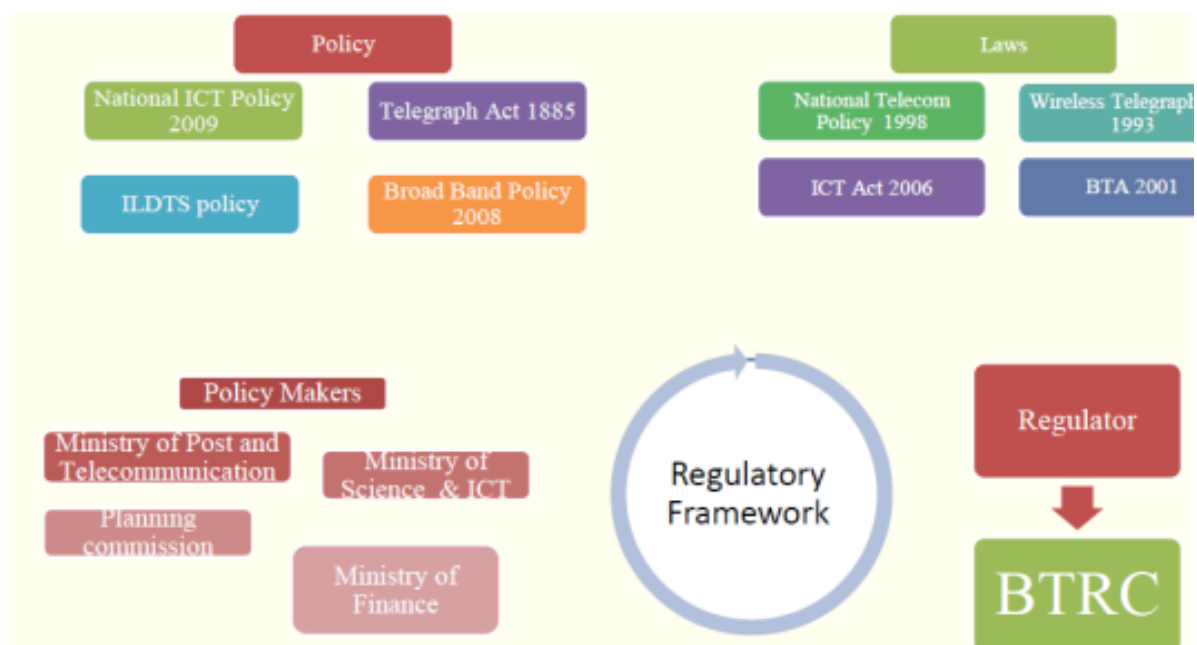 Policy
Laws
National ICT Policy
2009
Telegraph Act 1885
National Telecom
Policy 1998
Wireless Telegraph
1993
ILDTS policy
Broad Band Policy
2008
ICT Act 2006
BTA 2001
Policy Makers
Ministry of Post and
Telecommunication
Ministry of
Science & ICT
Planning
commission
Ministry of
Finance
Regulatory
Framework
Regulator
BTRC